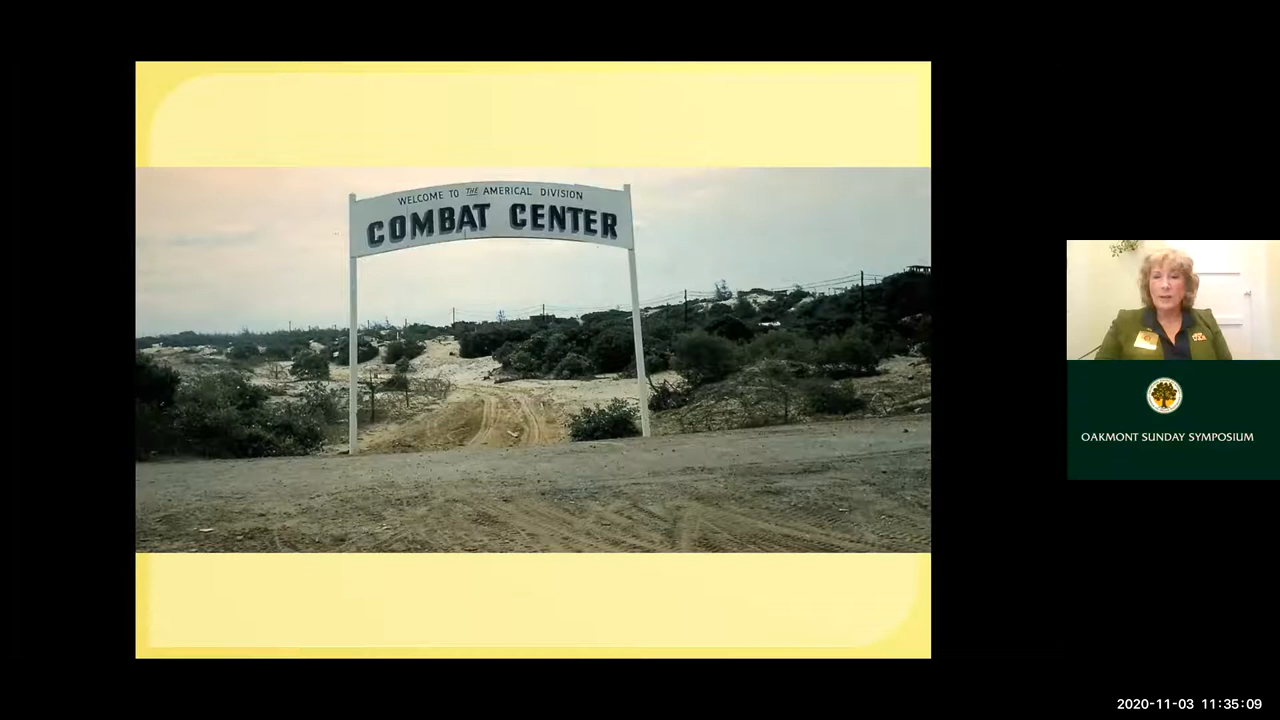 WELCOME TO THE AMERICAL DIVISION
COMBAT CENTER
OAKMONT SUNDAY SYMPOSIUM
2020-11-03 11:35:09